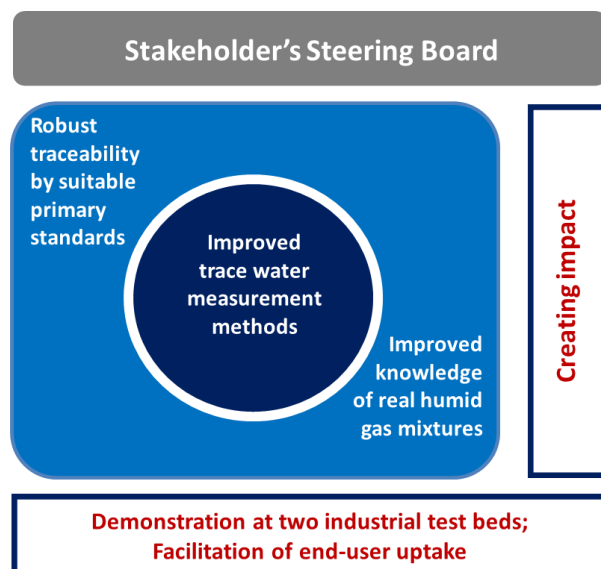 Stakeholder's Steering Board
Robust
traceability
by suitable
primary
standards
Improved
trace water
measurement
methods
Improved
knowledge
of real humid
gas mixtures
Creating impact
Demonstration at two industrial test beds;
Facilitation of end-user uptake